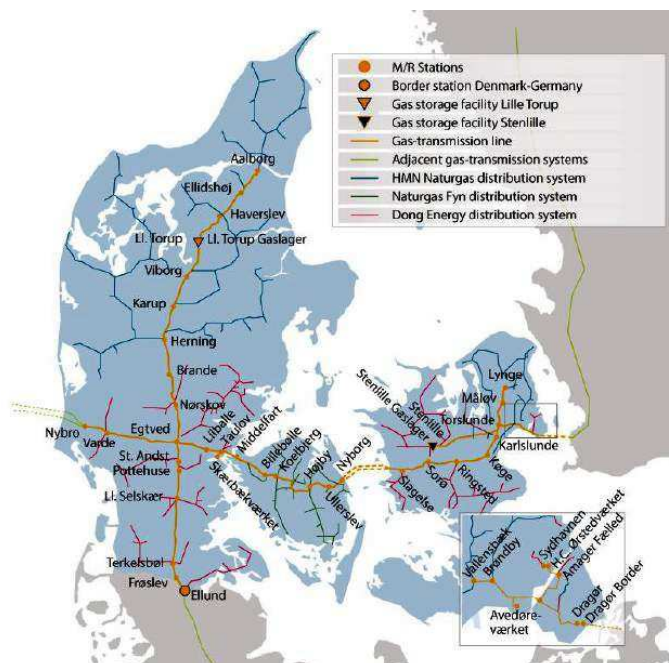 M/R Stations
Border station Denmark-Germany
Gas storage facility Lille Torup
Gas storage facility Stenlille
Gas-transmission line
Adjacent gas-transmission systems
HMN Naturgas distribution system
Naturgas Fyn distribution system
Dong Energy distribution system
Aalborg
Ellidshøj
Haverslev
Ll. Torup
Ll. Torup Gaslager
Viborg
Karup
Herning
Brande
Nørskov
Lilballe
Taulov
Middelfart
Egtved
Nybro
Varde
St. Andst
Pottehuse
Skærbækværket
Billebølle
Koelbjerg
Højby
Nyborg
Ullerslev
Ll. Selskær
Terkelsbøl
Frøslev
Ellund
Lynge
Måløv
Stenlille Gaslager
Stenlille
Torslunde
Karlslunde
Køge
Ringsted
Sorø
Slagelse
Vallensbæk
Brøndby
Sydhavnen
H.C. Ørstedværket
Amager Fælled
Avedøre-
værket
Dragør
Dragør Border